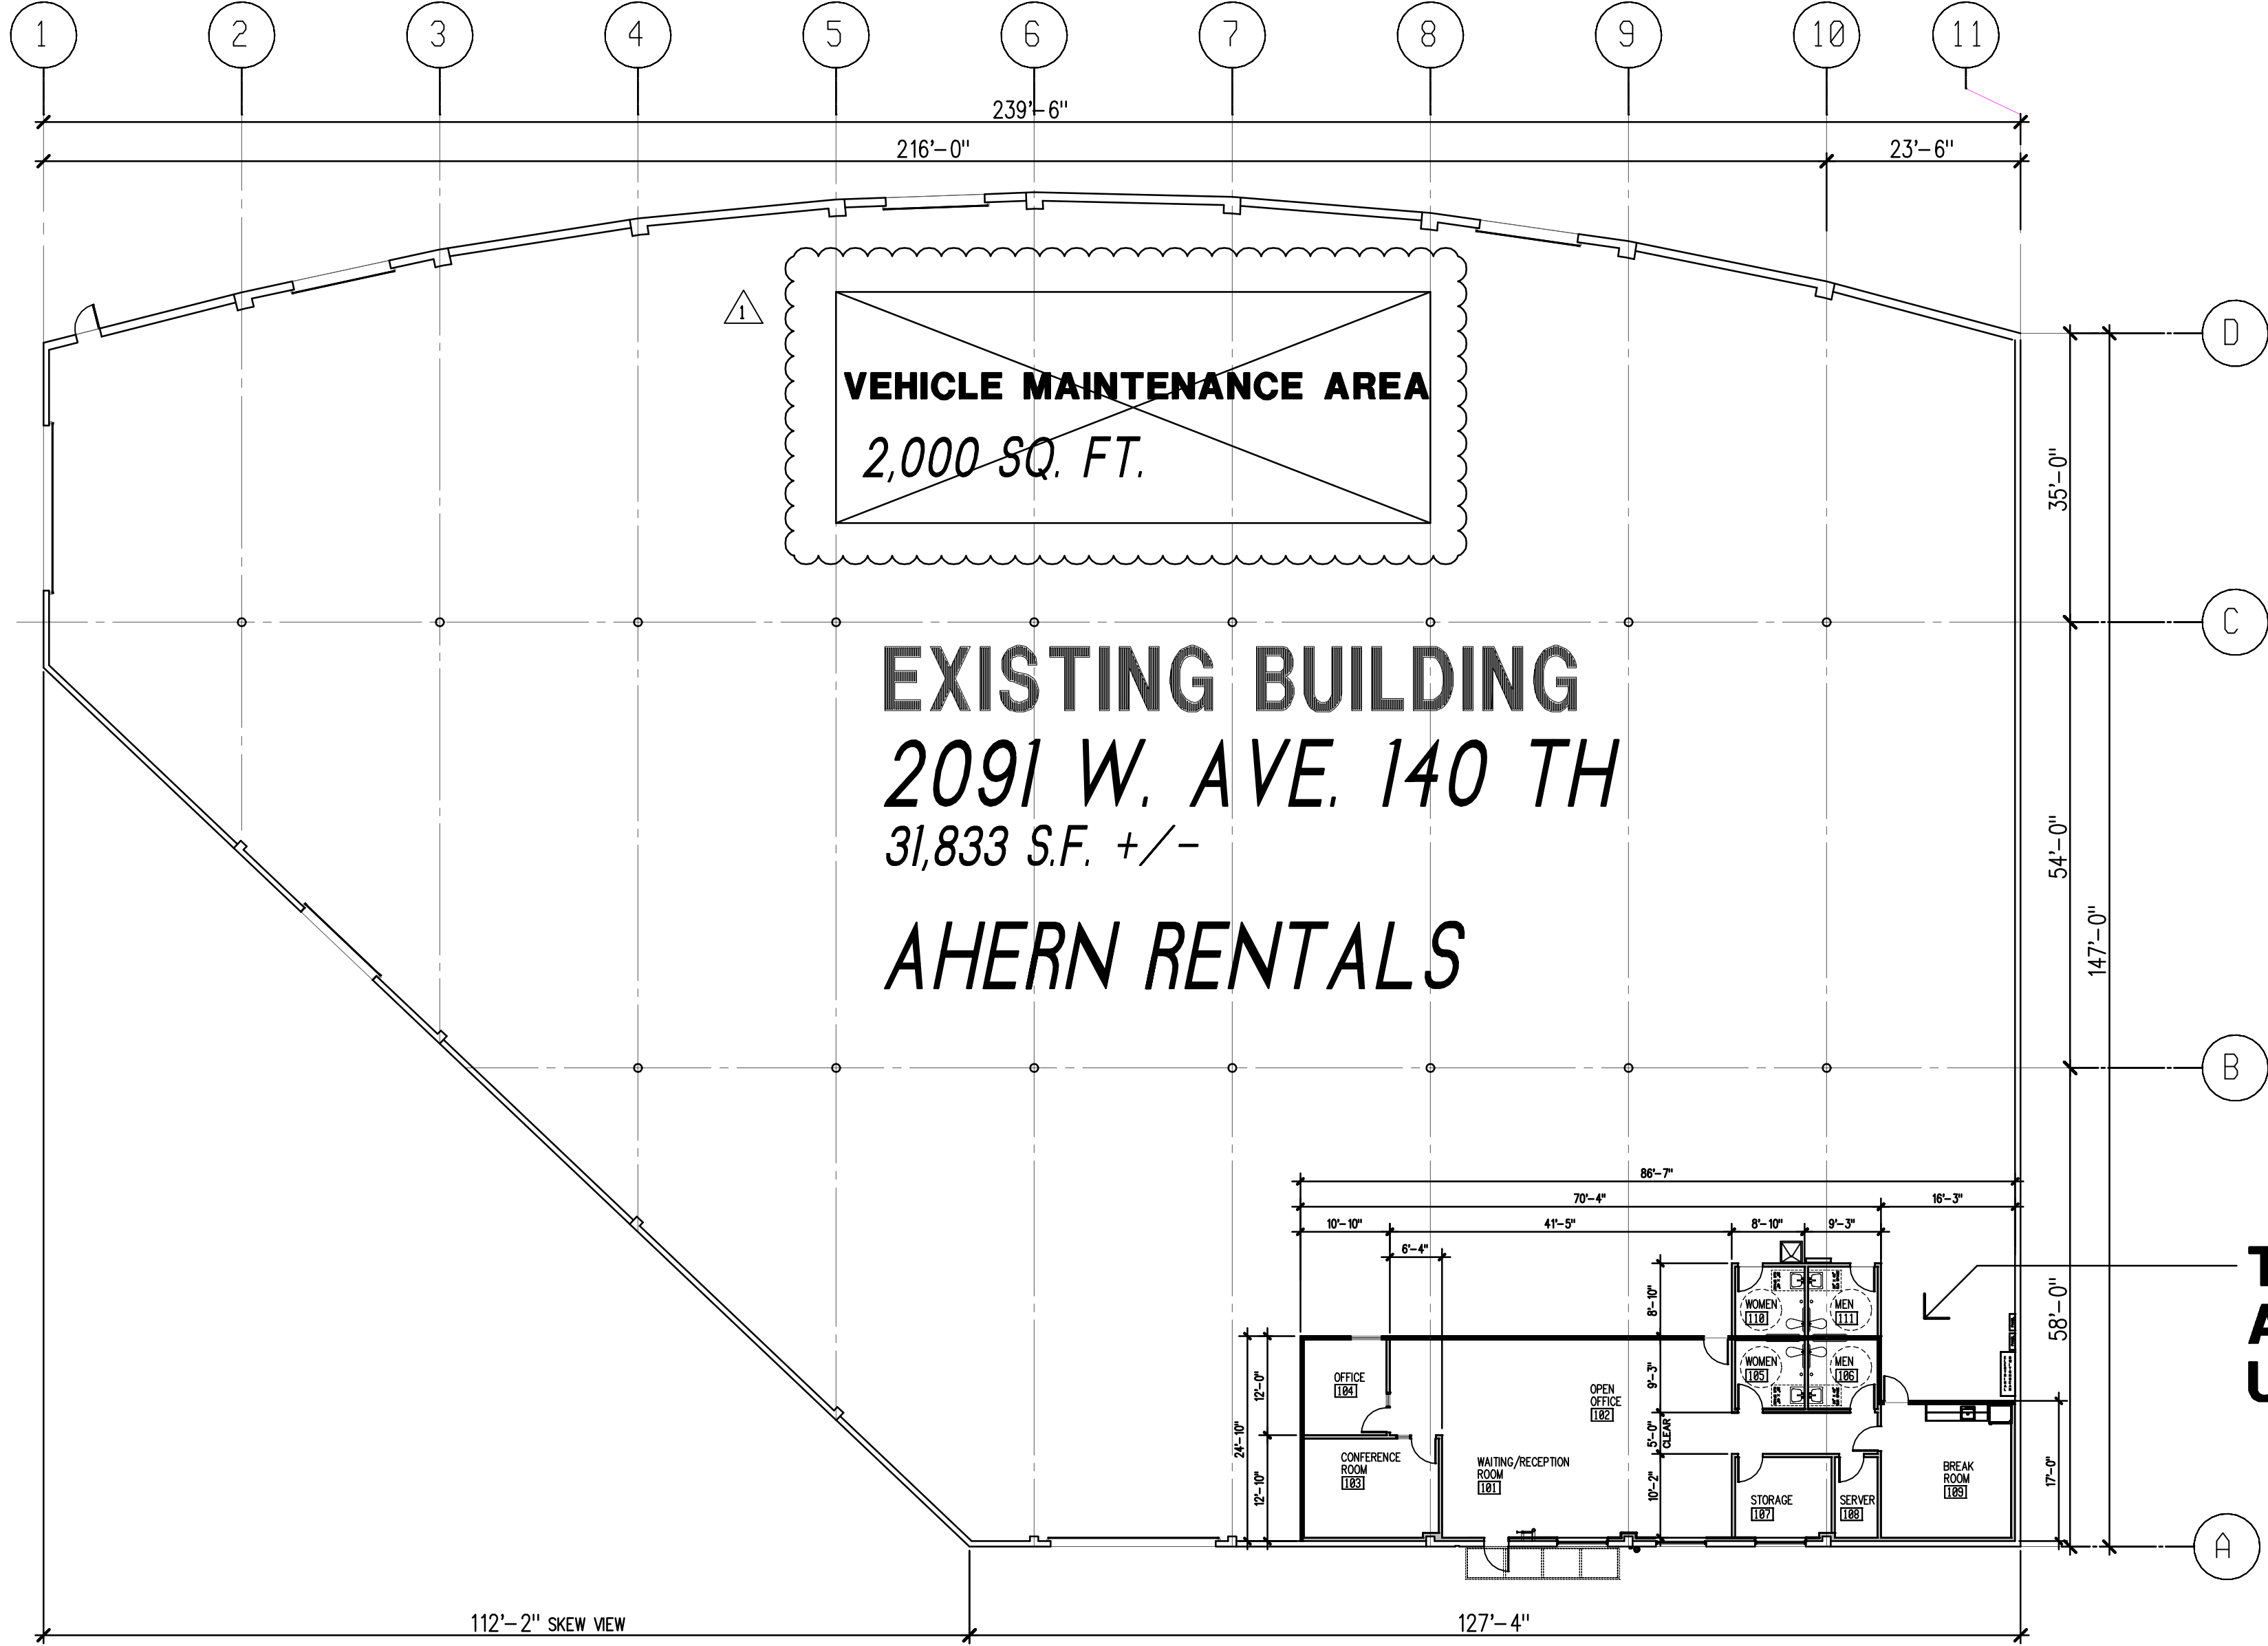 1 2 3 4 5 6 7 8 9 10 11
239'-6"
216'-0" 23'-6"
D
1
VEHICLE MAINTENANCE AREA
2,000 SQ. FT.
35'-0"
C
EXISTING BUILDING
2091 W. AVE. 140 TH
31,833 S.F. +/-
54'-0"
AHERN RENTALS
147'-0"
B
86'-7"
70'-4" 16'-3"
10'-10" 41'-5" 8'-10" 9'-3"
6'-4"
T
8'-10"
WOMEN
110
MEN
111
58'-0"
A
OFFICE
104
12'-0"
9'-3"
WOMEN
105
MEN
106
U
OPEN
OFFICE
102
24'-10"
5'-0"
CLEAR
CONFERENCE
ROOM
103
WAITING/RECEPTION
ROOM
101
12'-10"
10'-2"
STORAGE
107
SERVER
108
BREAK
ROOM
109
17'-0"
A
112'-2" SKEW VIEW
127'-4"